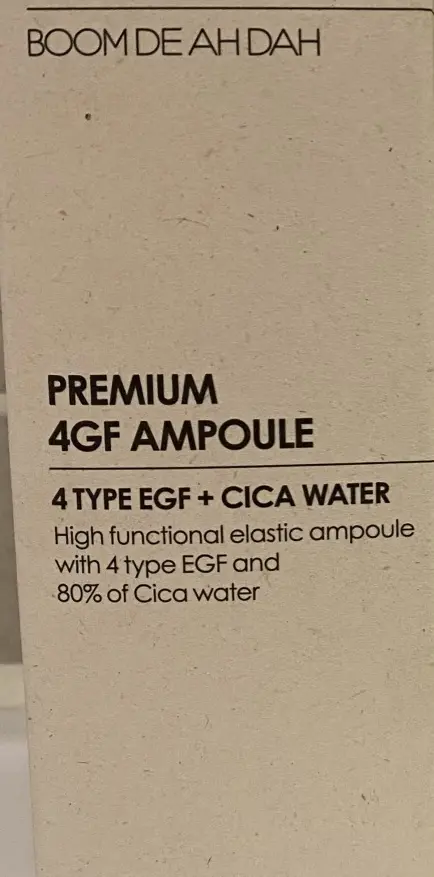 BOOM DE AH DAH
PREMIUM
4GF AMPOULE
4 TYPE EGF + CICA WATER
High functional elastic ampoule
with 4 type EGF and
80% of Cica water